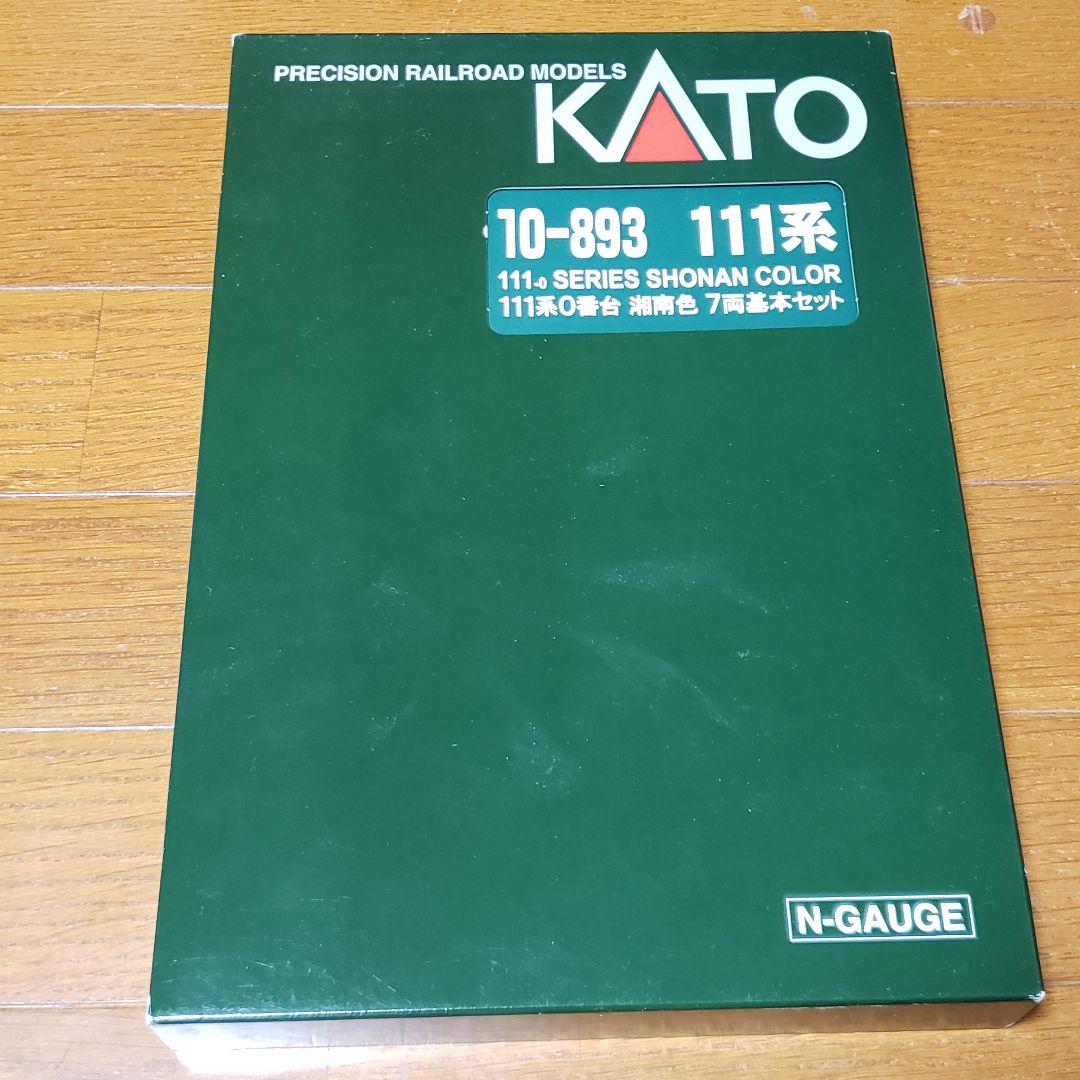 PRECISION RAILROAD MODELS
KATO
10-893 111系
111-0 SERIES SHONAN COLOR
111系0番台 湘南色 7両基本セット
N-GAUGE